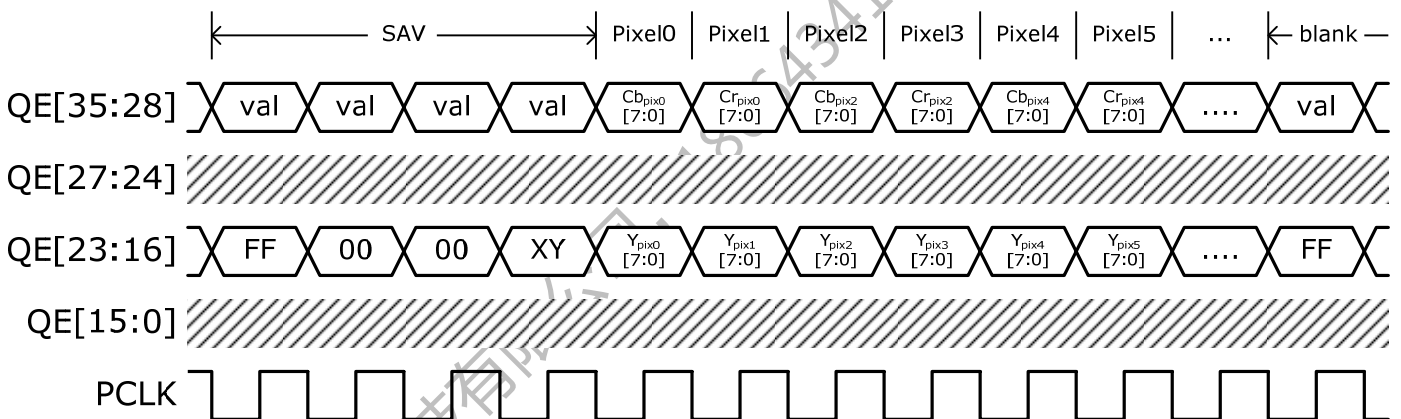 SAV Pixel0 Pixel1 Pixel2 Pixel3 Pixel4 Pixel5 ... blank
QE[35:28] val val val val Cbpix0 [7:0] Crpix0 [7:0] Cbpix2 [7:0] Crpix2 [7:0] Cbpix4 [7:0] Crpix4 [7:0] .... val
QE[27:24]
QE[23:16] FF 00 00 XY Ypix0 [7:0] Ypix1 [7:0] Ypix2 [7:0] Ypix3 [7:0] Ypix4 [7:0] Ypix5 [7:0] .... FF
QE[15:0]
PCLK